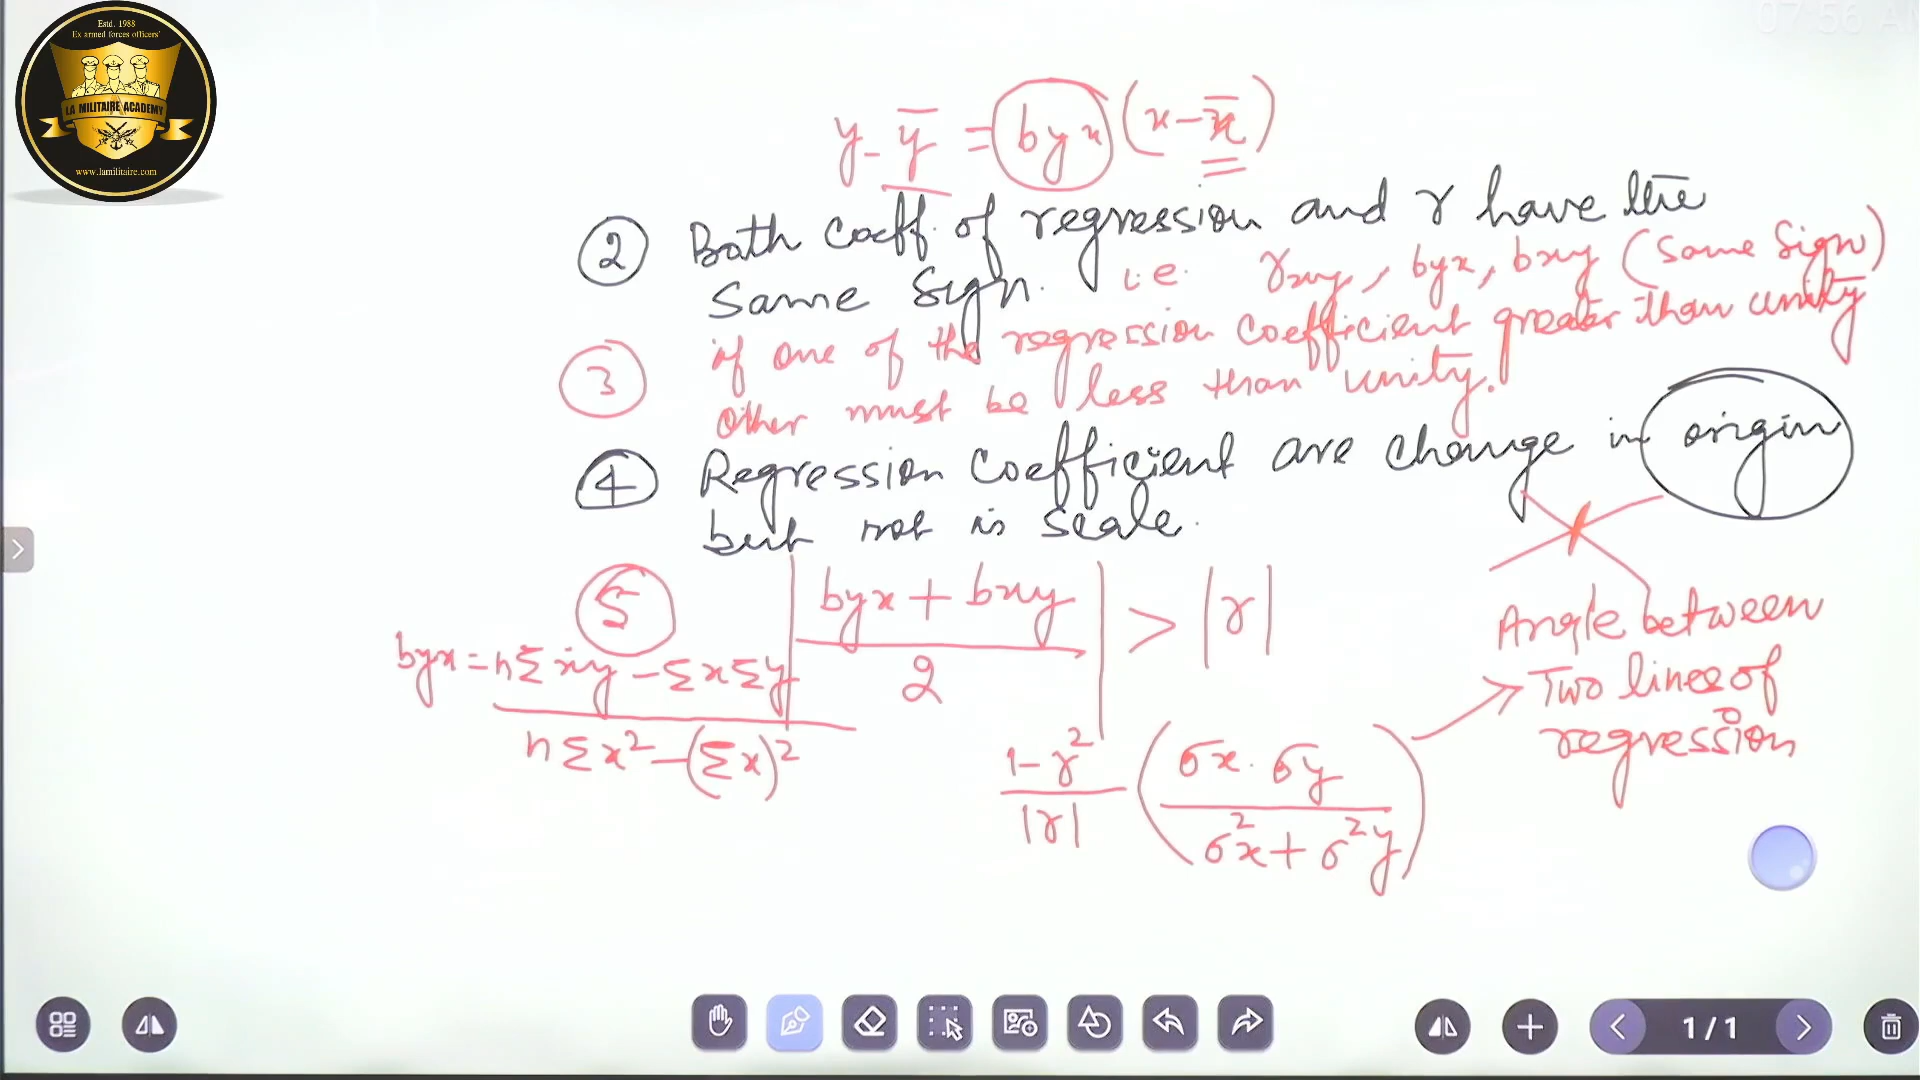 Estd. 1988
Ex armed forces officers'
LA MILITAIRE ACADEMY
www.lamilitaire.com
07:56 AM
y - ȳ = byx (x - x̄)
② Both coeff. of regression and r have the
same sign. i.e. rxy, byx, bxy (same sign)
③ if one of the regression coefficient greater than unity
other must be less than unity.
④ Regression coefficient are change in origin
but not is scale.
⑤ |(byx + bxy)/2| > |r|
byx = (nΣxy - ΣxΣy)/(nΣx² - (Σx)²)
(1-r²)/|r| (σx·σy/(σ²x + σ²y))
Angle between
Two lines of
regression
1/1